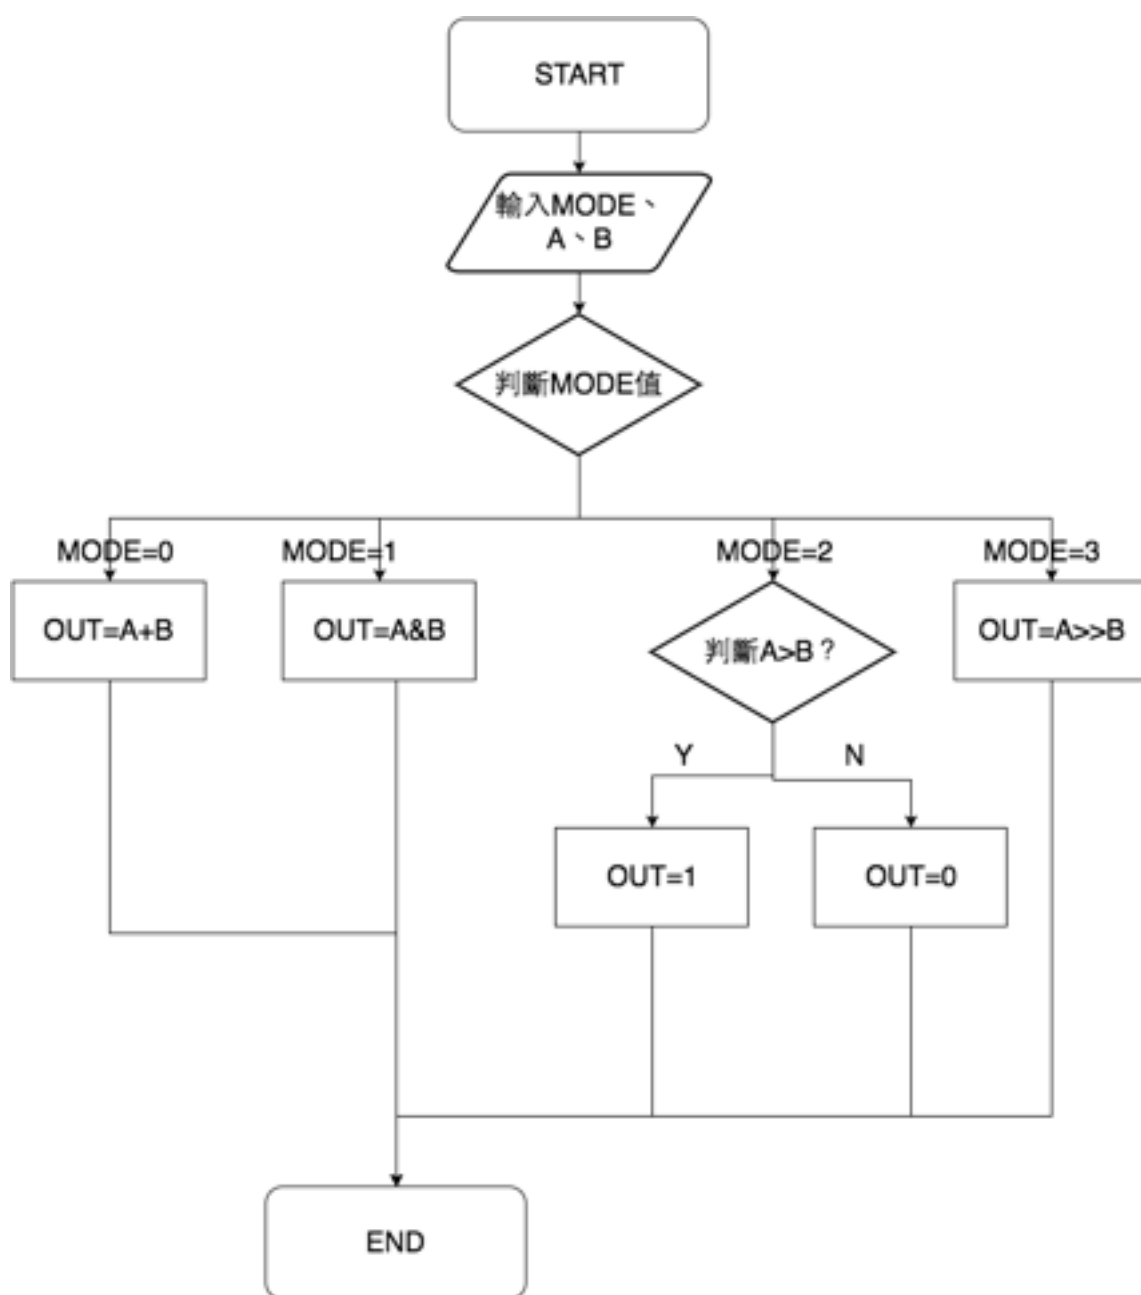 START
輸入MODE、
A、B
判斷MODE值
MODE=0
MODE=1
MODE=2
MODE=3
OUT=A+B
OUT=A&B
判斷A>B？
OUT=A>>B
Y
N
OUT=1
OUT=0
END